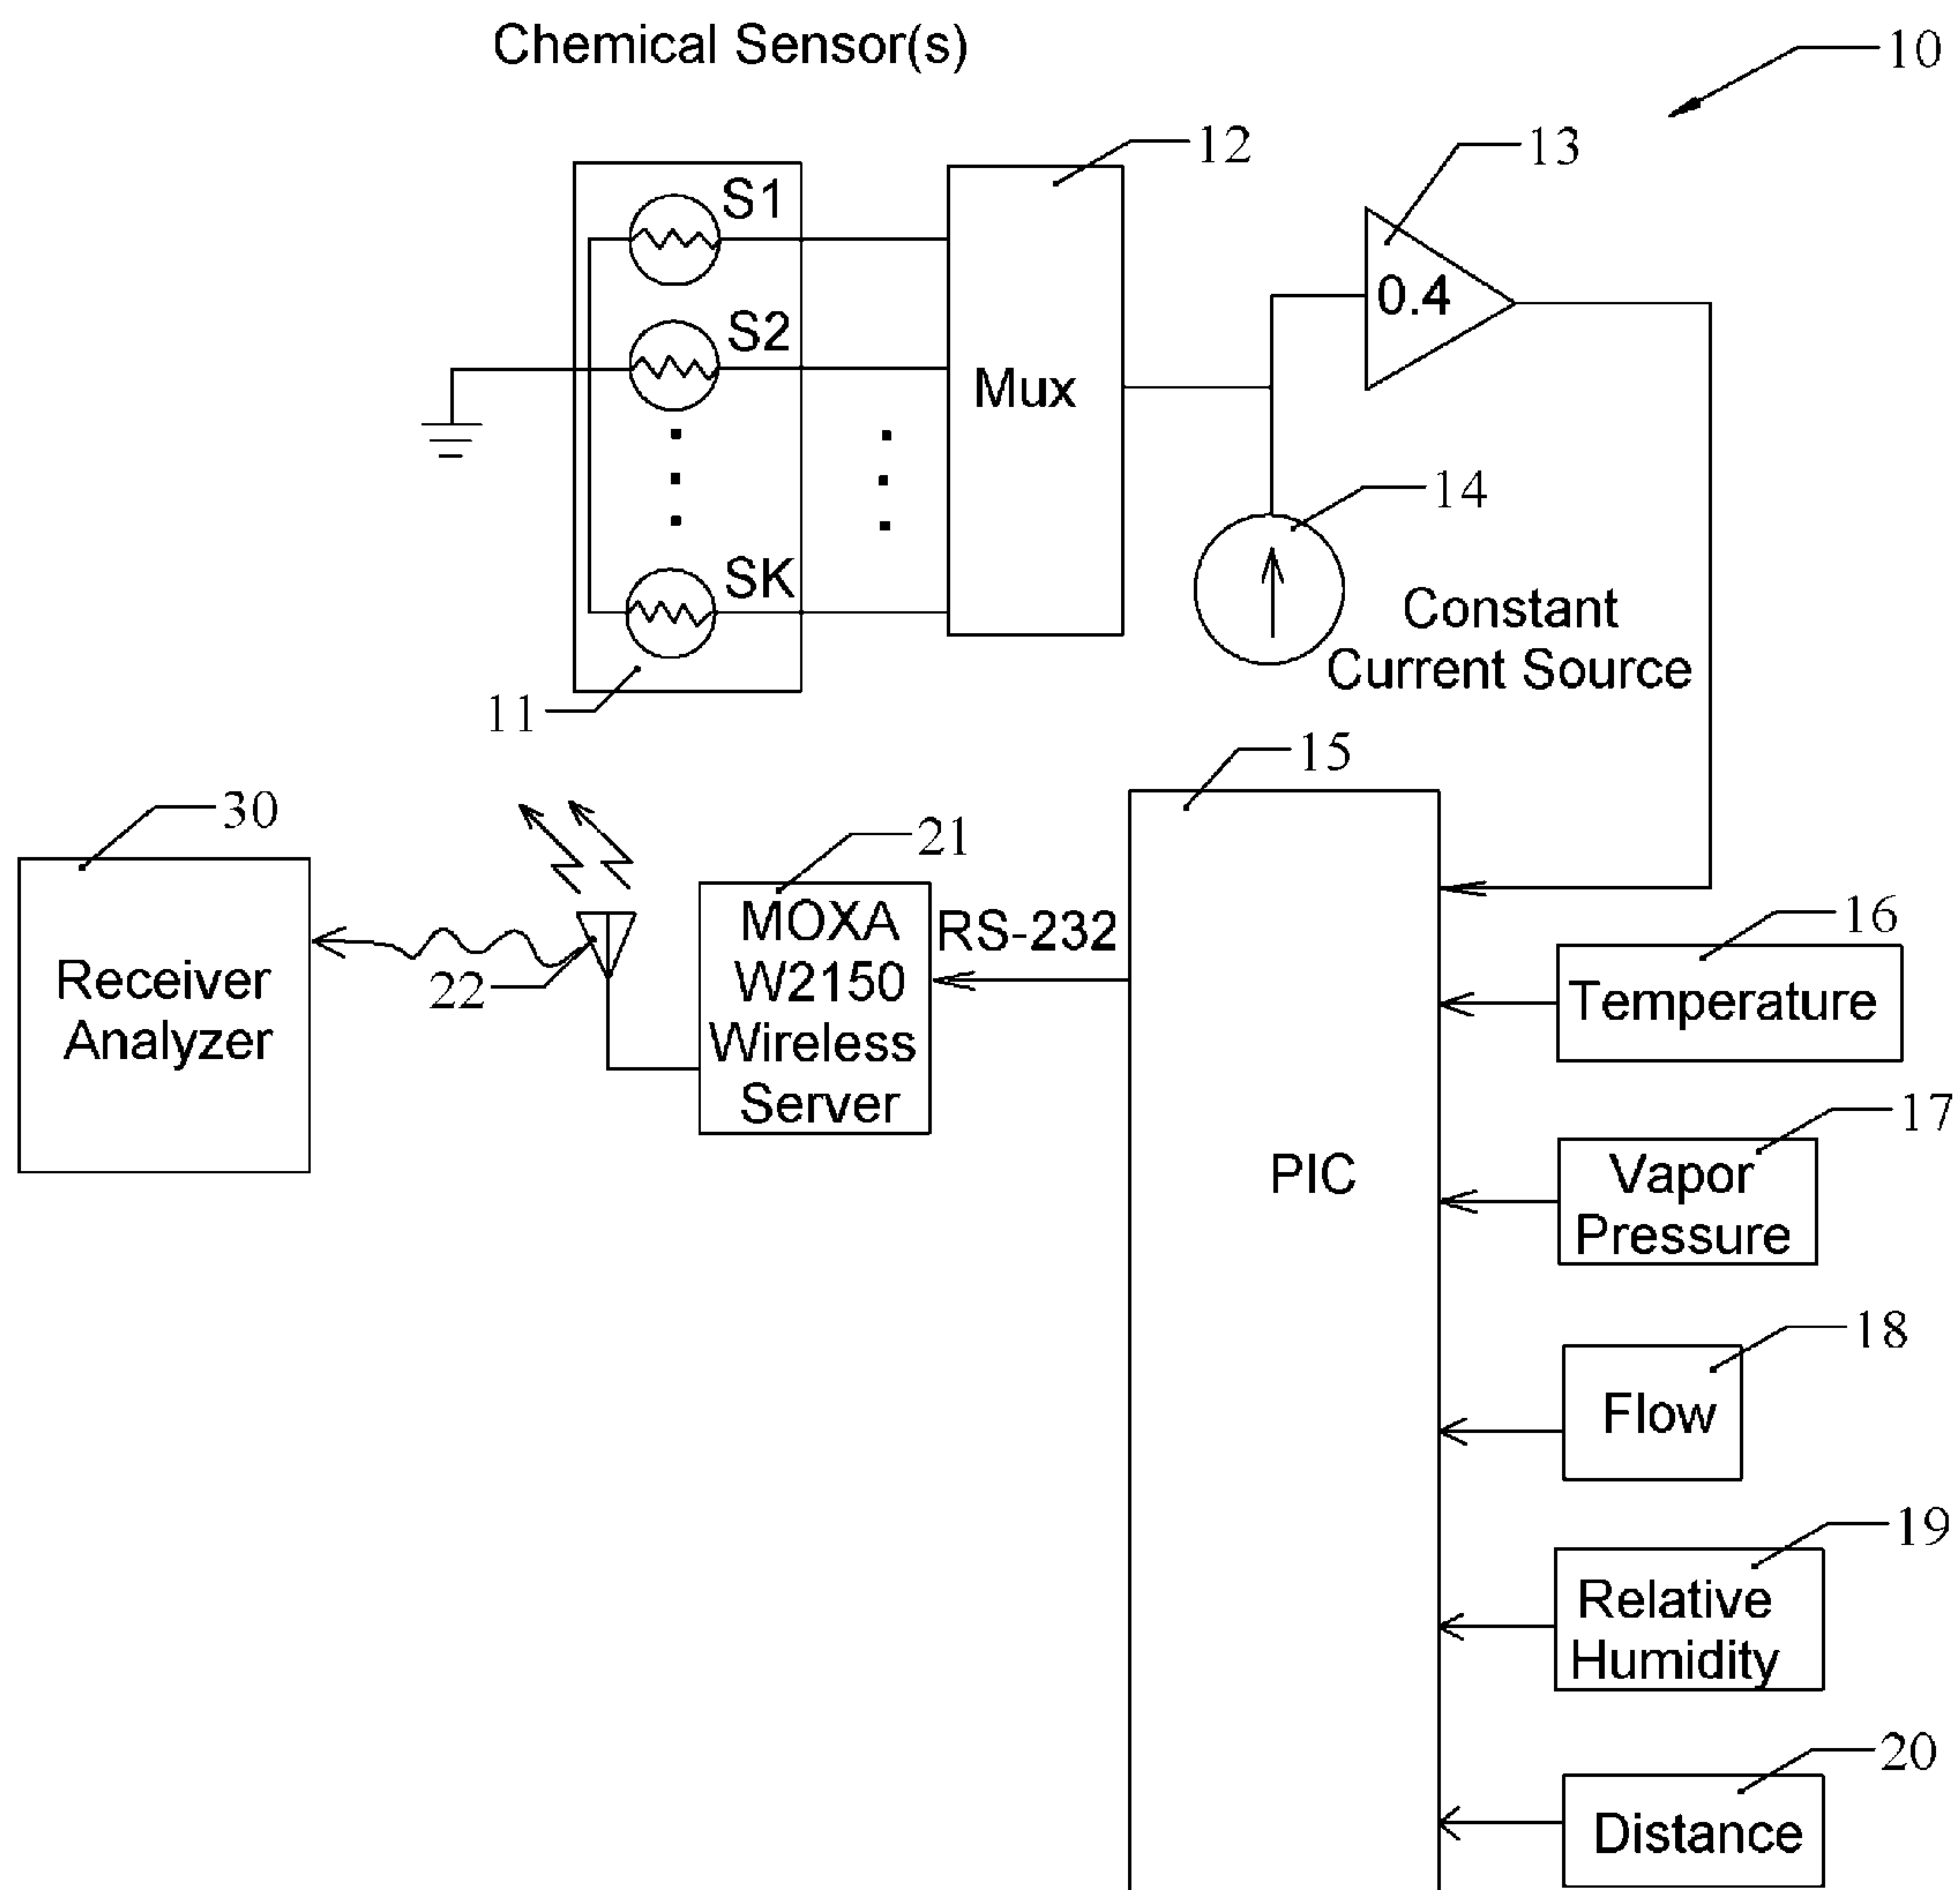 Chemical Sensor(s)
10
12
13
S1
0.4
S2
Mux
14
SK
Constant
Current Source
11
15
30
21
MOXA
W2150
Wireless
Server
RS-232
16
Receiver
Analyzer
22
Temperature
17
PIC
Vapor
Pressure
18
Flow
19
Relative
Humidity
20
Distance